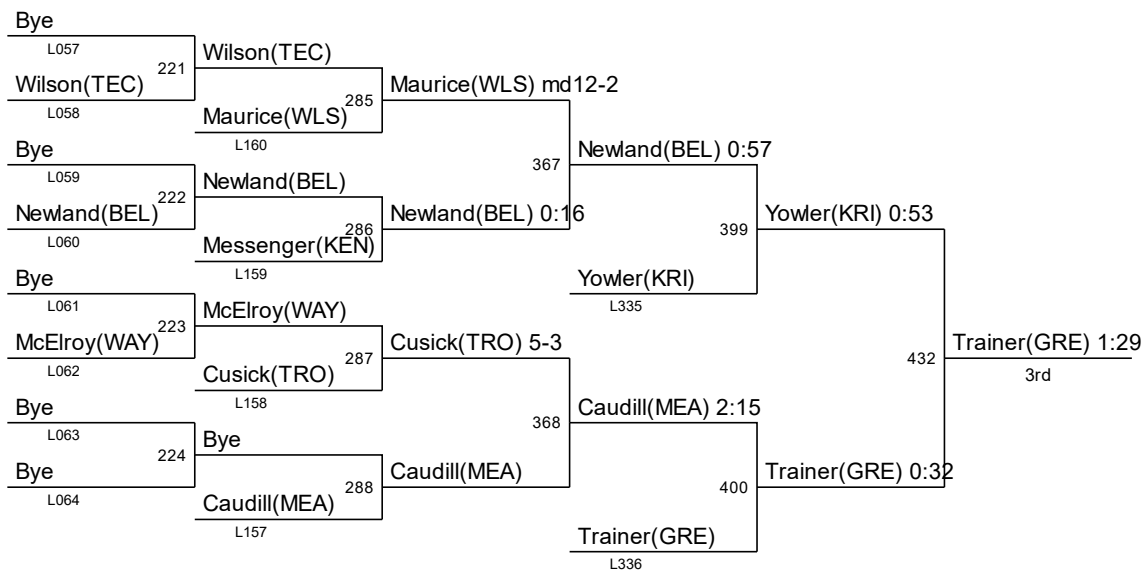 Bye
L057
Wilson(TEC)
L058
221
Wilson(TEC)
Maurice(WLS)
L160
285
Maurice(WLS) md12-2
Bye
L059
Newland(BEL)
L060
222
Newland(BEL)
Messenger(KEN)
L159
286
Newland(BEL) 0:16
367
Newland(BEL) 0:57
Yowler(KRI)
L335
399
Yowler(KRI) 0:53
Bye
L061
McElroy(WAY)
L062
223
McElroy(WAY)
Cusick(TRO)
L158
287
Cusick(TRO) 5-3
Bye
L063
Bye
L064
224
Bye
Caudill(MEA)
L157
288
Caudill(MEA)
368
Caudill(MEA) 2:15
Trainer(GRE)
L336
400
Trainer(GRE) 0:32
432
Trainer(GRE) 1:29
3rd